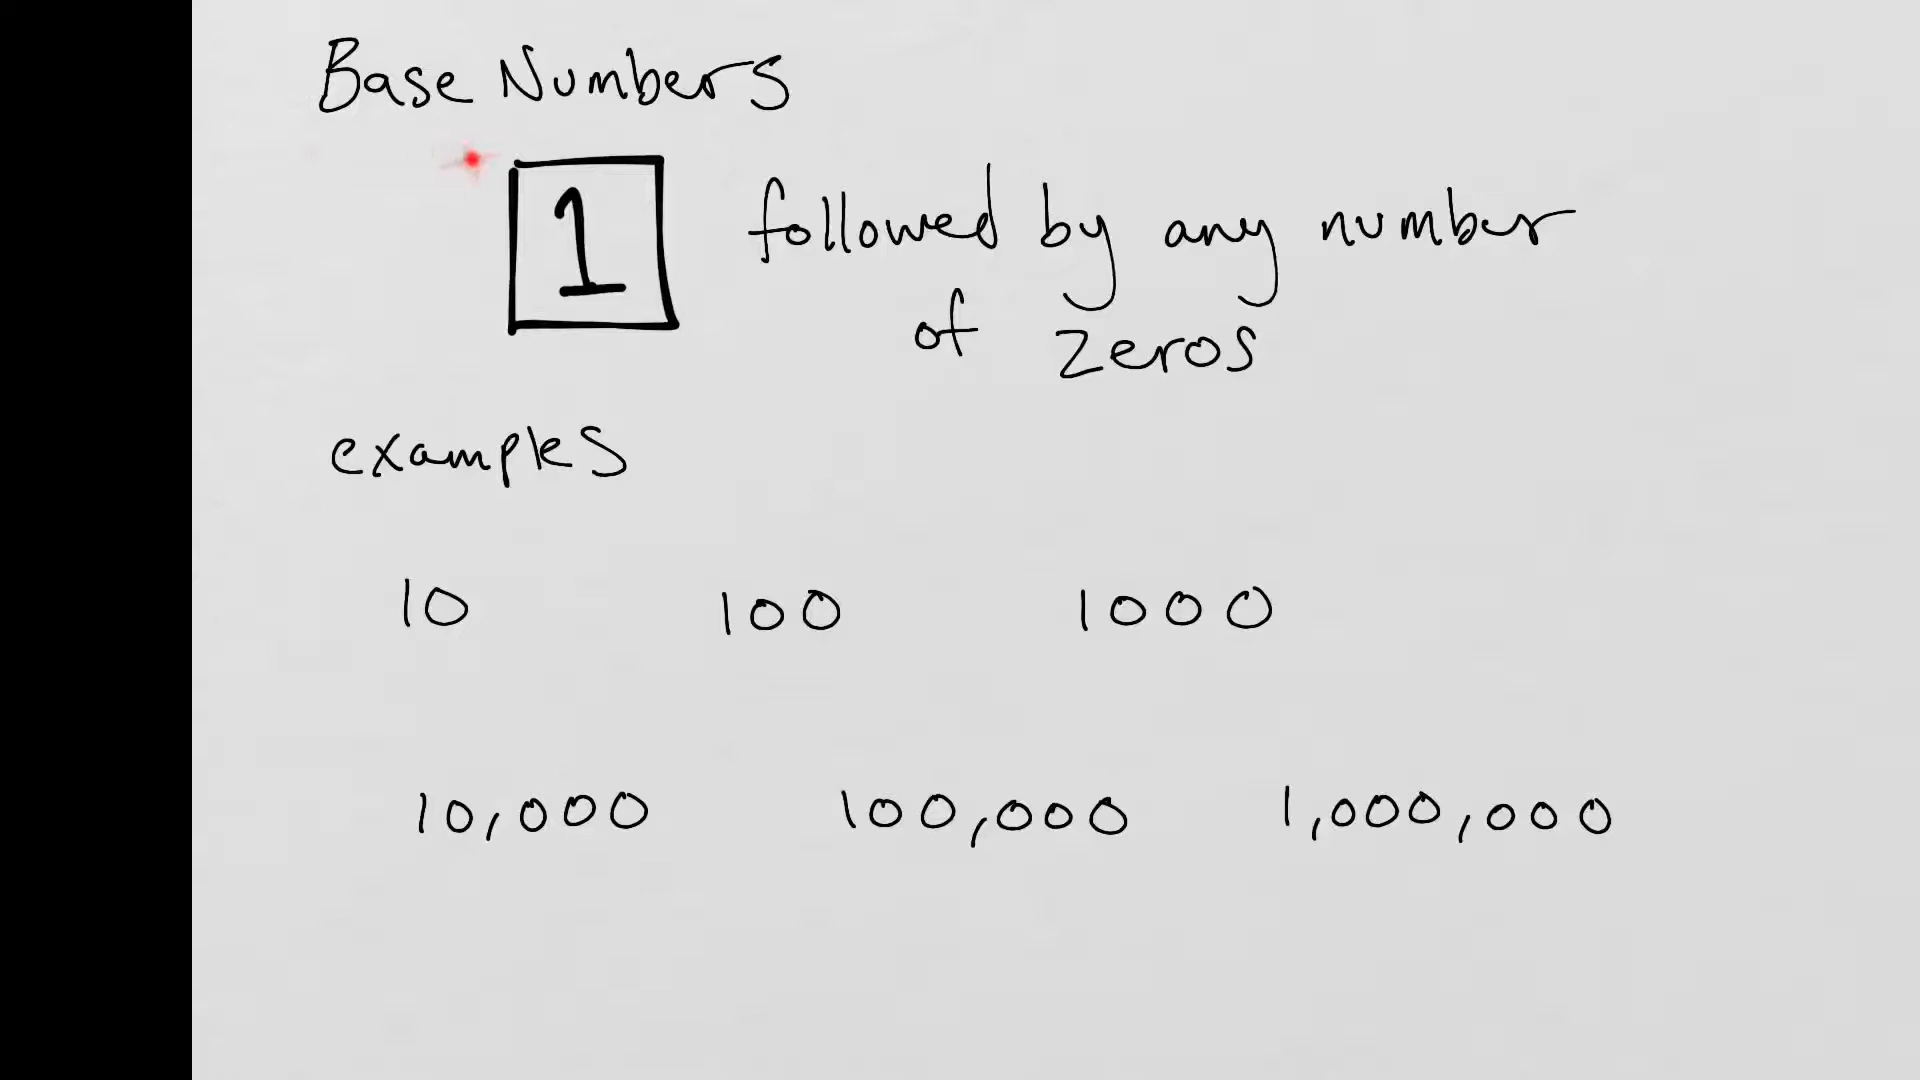 Base Numbers
1 followed by any number
of zeros
examples
10 100 1000
10,000 100,000 1,000,000